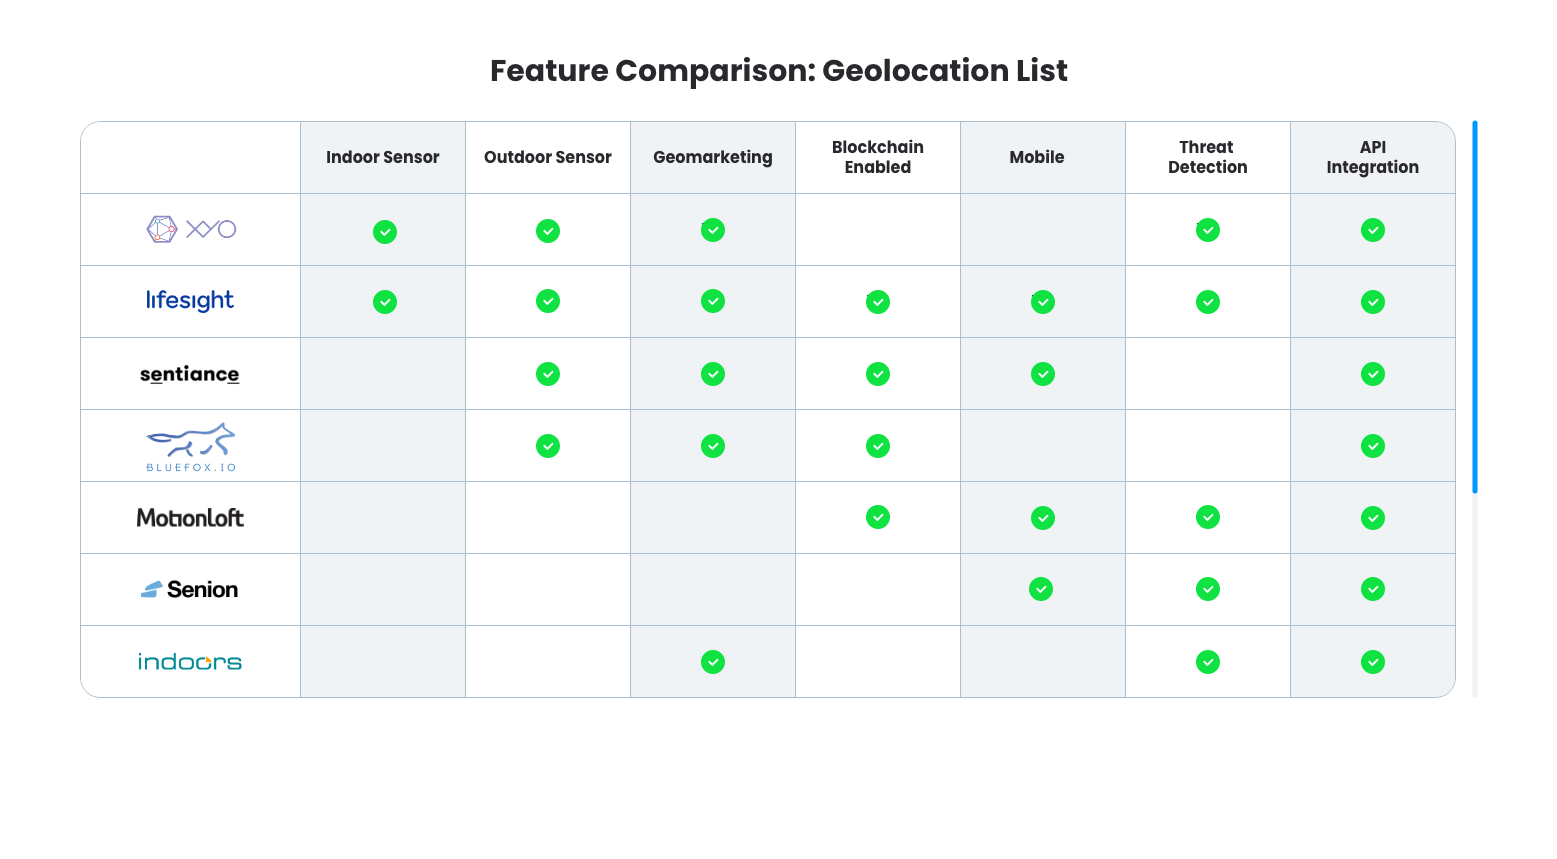 Feature Comparison: Geolocation List
Indoor Sensor
Outdoor Sensor
Geomarketing
Blockchain
Enabled
Mobile
Threat
Detection
API
Integration
XYO
lifesight
sentiance
BLUEFOX.IO
Motionloft
Senion
indoors